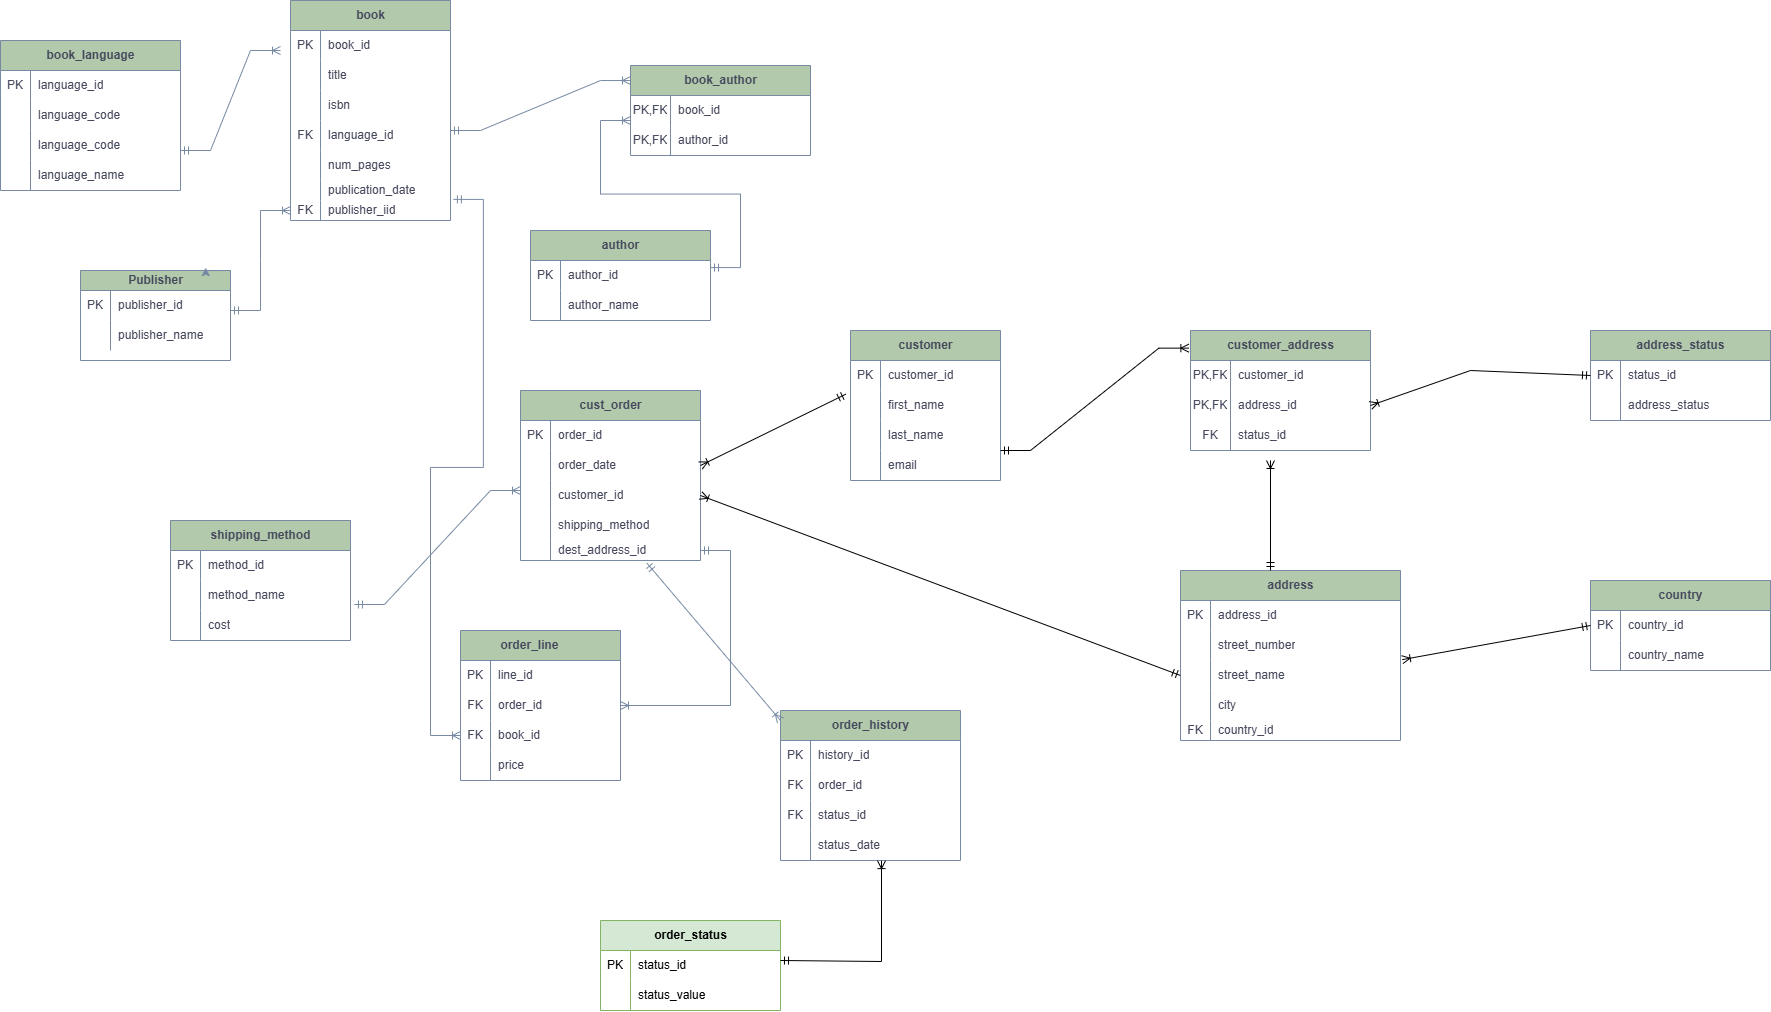 book
PK book_id
title
isbn
FK language_id
num_pages
publication_date
FK publisher_iid
book_language
PK language_id
language_code
language_code
language_name
book_author
PK,FK book_id
PK,FK author_id
author
PK author_id
author_name
Publisher
PK publisher_id
publisher_name
customer
PK customer_id
first_name
last_name
email
customer_address
PK,FK customer_id
PK,FK address_id
FK status_id
address_status
PK status_id
address_status
cust_order
PK order_id
order_date
customer_id
shipping_method
dest_address_id
shipping_method
PK method_id
method_name
cost
order_line
PK line_id
FK order_id
FK book_id
price
address
PK address_id
street_number
street_name
city
FK country_id
country
PK country_id
country_name
order_history
PK history_id
FK order_id
FK status_id
status_date
order_status
PK status_id
status_value